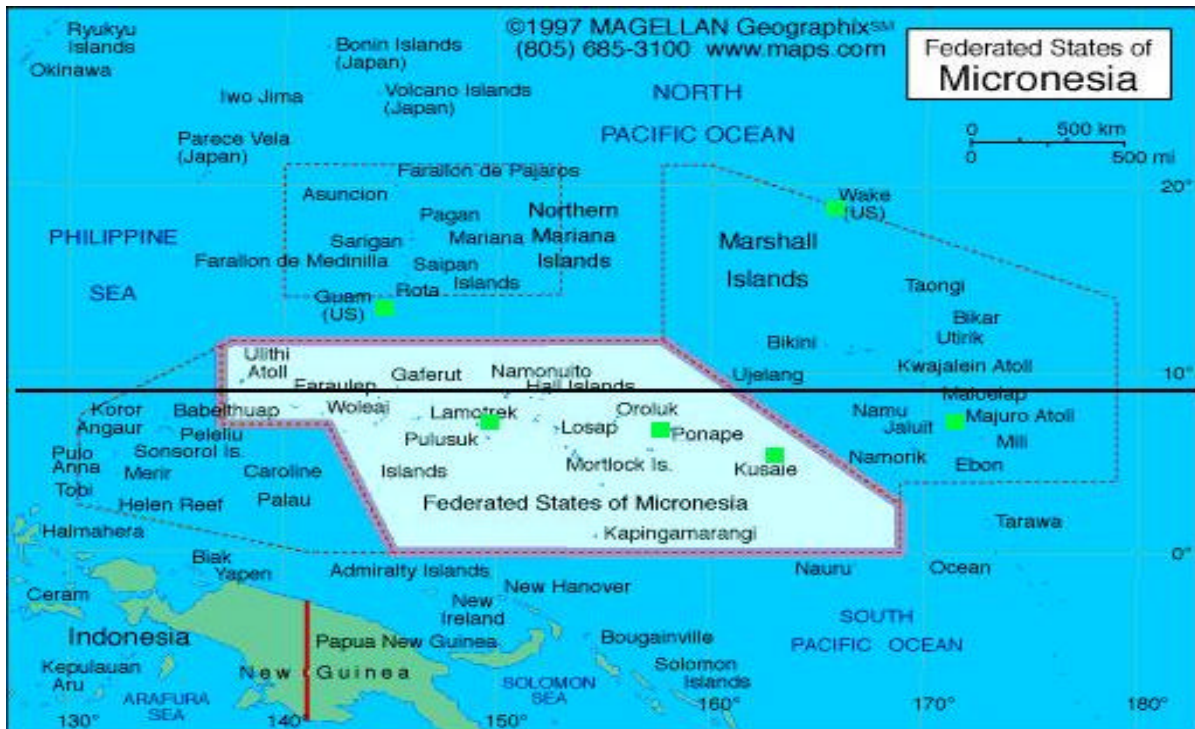 Ryukyu
Islands
Okinawa
©1997 MAGELLAN Geographix℠
(805) 685-3100 www.maps.com
Federated States of
Micronesia
Bonin Islands
(Japan)
Iwo Jima
Volcano Islands
(Japan)
NORTH
PACIFIC OCEAN
0 500 km
0 500 mi
Parece Vela
(Japan)
Farallon de Pajaros
Asuncion
20°
Wake
(US)
Pagan
Northern
Mariana
Islands
PHILIPPINE
SEA
Sarigan
Mariana
Marshall
Islands
Farallon de Medinilla
Saipan
Islands
Rota
Guam
(US)
Taongi
Bikar
Utirik
Bikini
Ulithi
Atoll
Gaferut
Namonuito
Kwajalein Atoll
Ujelang
10°
Faraulep
Hall Islands
Maloelap
Koror
Angaur
Babelthuap
Woleai
Lamotrek
Oroluk
Namu
Jaluit
Majuro Atoll
Peleliu
Pulusuk
Losap
Ponape
Mili
Pulo
Anna
Sonsorol Is.
Namorik
Ebon
Merir
Caroline
Islands
Mortlock Is.
Kusaie
Tobi
Helen Reef
Palau
Federated States of Micronesia
Tarawa
Halmahera
Kapingamarangi
0°
Biak
Yapen
Admiralty Islands
Nauru
Ocean
Ceram
New Hanover
New
Ireland
SOUTH
PACIFIC OCEAN
Indonesia
Papua New Guinea
Bougainville
Kepulauan
Aru
New Guinea
Solomon
Islands
ARAFURA
SEA
SOLOMON
SEA
130° 140° 150° 160° 170° 180°